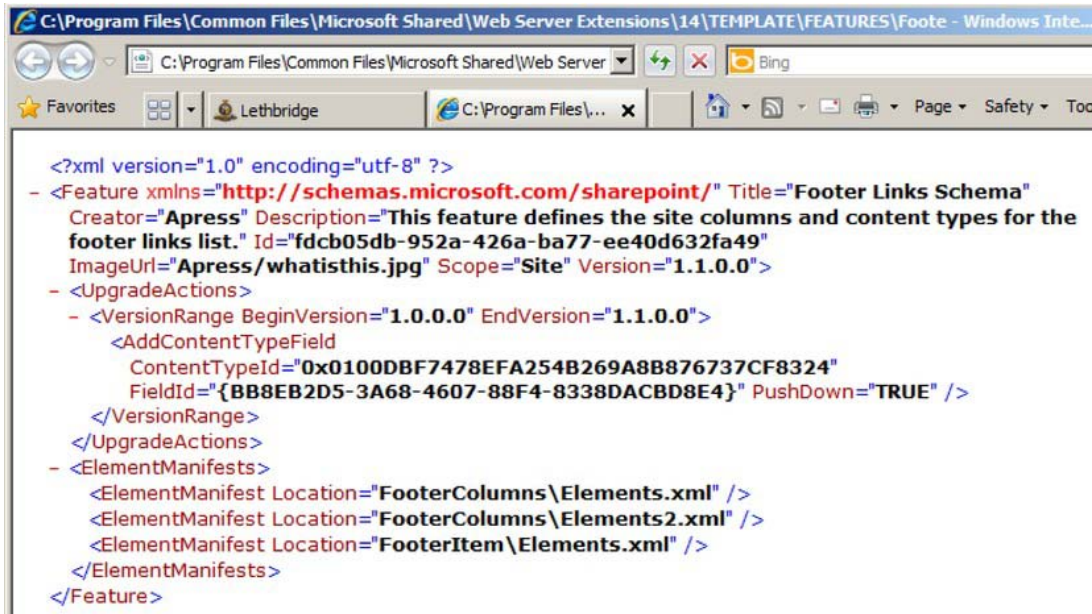 C:\Program Files\Common Files\Microsoft Shared\Web Server Extensions\14\TEMPLATE\FEATURES\Foote - Windows Inte...
C:\Program Files\Common Files\Microsoft Shared\Web Server
Bing
Favorites
Lethbridge
C:\Program Files\...
X
Page
Safety
Too
<?xml version="1.0" encoding="utf-8" ?>
- <Feature xmlns="http://schemas.microsoft.com/sharepoint/" Title="Footer Links Schema"
Creator="Apress" Description="This feature defines the site columns and content types for the
footer links list." Id="fdcb05db-952a-426a-ba77-ee40d632fa49"
ImageUrl="Apress/whatisthis.jpg" Scope="Site" Version="1.1.0.0">
- <UpgradeActions>
- <VersionRange BeginVersion="1.0.0.0" EndVersion="1.1.0.0">
<AddContentTypeField
ContentTypeId="0x0100DBF7478EFA254B269A8B876737CF8324"
FieldId="{BB8EB2D5-3A68-4607-88F4-8338DACBD8E4}" PushDown="TRUE" />
</VersionRange>
</UpgradeActions>
- <ElementManifests>
<ElementManifest Location="FooterColumns\Elements.xml" />
<ElementManifest Location="FooterColumns\Elements2.xml" />
<ElementManifest Location="FooterItem\Elements.xml" />
</ElementManifests>
</Feature>